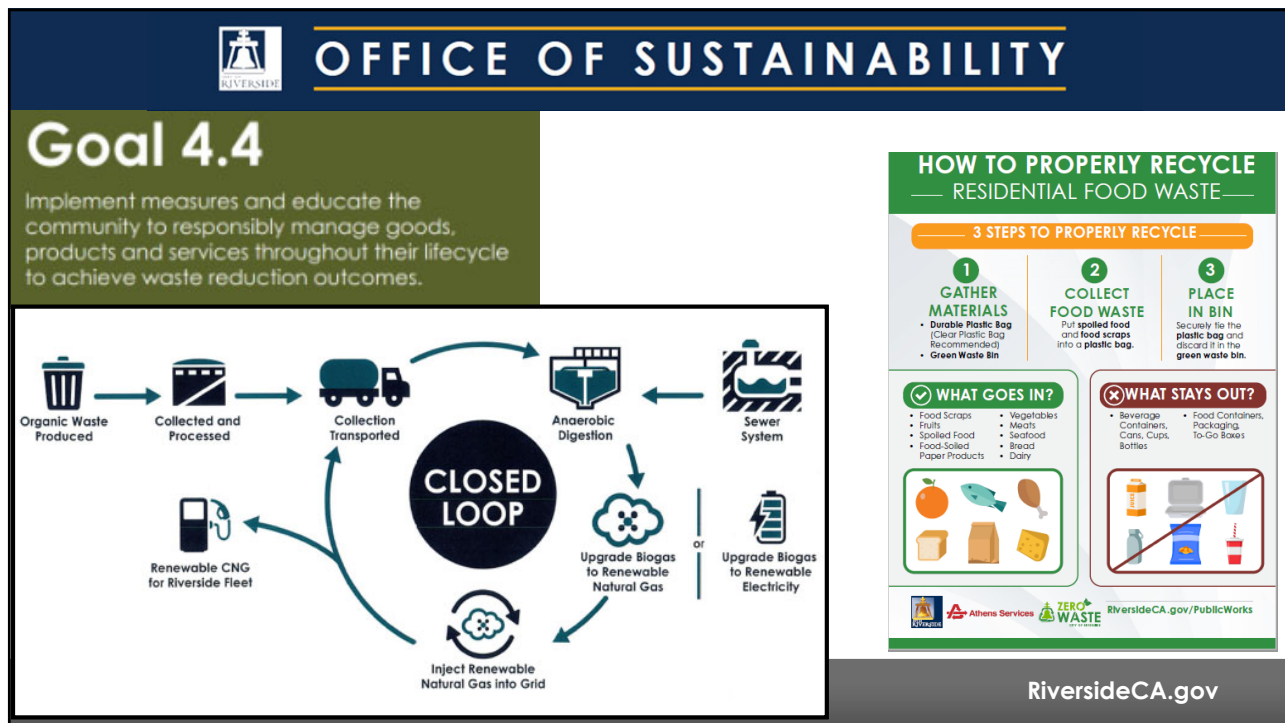 RIVERSIDE
OFFICE OF SUSTAINABILITY
Goal 4.4
Implement measures and educate the
community to responsibly manage goods,
products and services throughout their lifecycle
to achieve waste reduction outcomes.
Organic Waste
Produced
Collected and
Processed
Collection
Transported
Anaerobic
Digestion
Sewer
System
CLOSED
LOOP
Renewable CNG
for Riverside Fleet
Upgrade Biogas
to Renewable
Natural Gas
or
Upgrade Biogas
to Renewable
Electricity
Inject Renewable
Natural Gas into Grid
HOW TO PROPERLY RECYCLE
RESIDENTIAL FOOD WASTE
3 STEPS TO PROPERLY RECYCLE
1
GATHER
MATERIALS
• Durable Plastic Bag
(Clear Plastic Bag
Recommended)
• Green Waste Bin
2
COLLECT
FOOD WASTE
Put spoiled food
and food scraps
into a plastic bag.
3
PLACE
IN BIN
Securely tie the
plastic bag and
discard it in the
green waste bin.
WHAT GOES IN?
• Food Scraps
• Fruits
• Spoiled Food
• Food-Soiled
Paper Products
• Vegetables
• Meats
• Seafood
• Bread
• Dairy
WHAT STAYS OUT?
• Beverage
Containers,
Cans, Cups,
Bottles
• Food Containers,
Packaging,
To-Go Boxes
JUICE
RIVERSIDE
Athens Services
ZERO
WASTE
RiversideCA.gov/PublicWorks
RiversideCA.gov